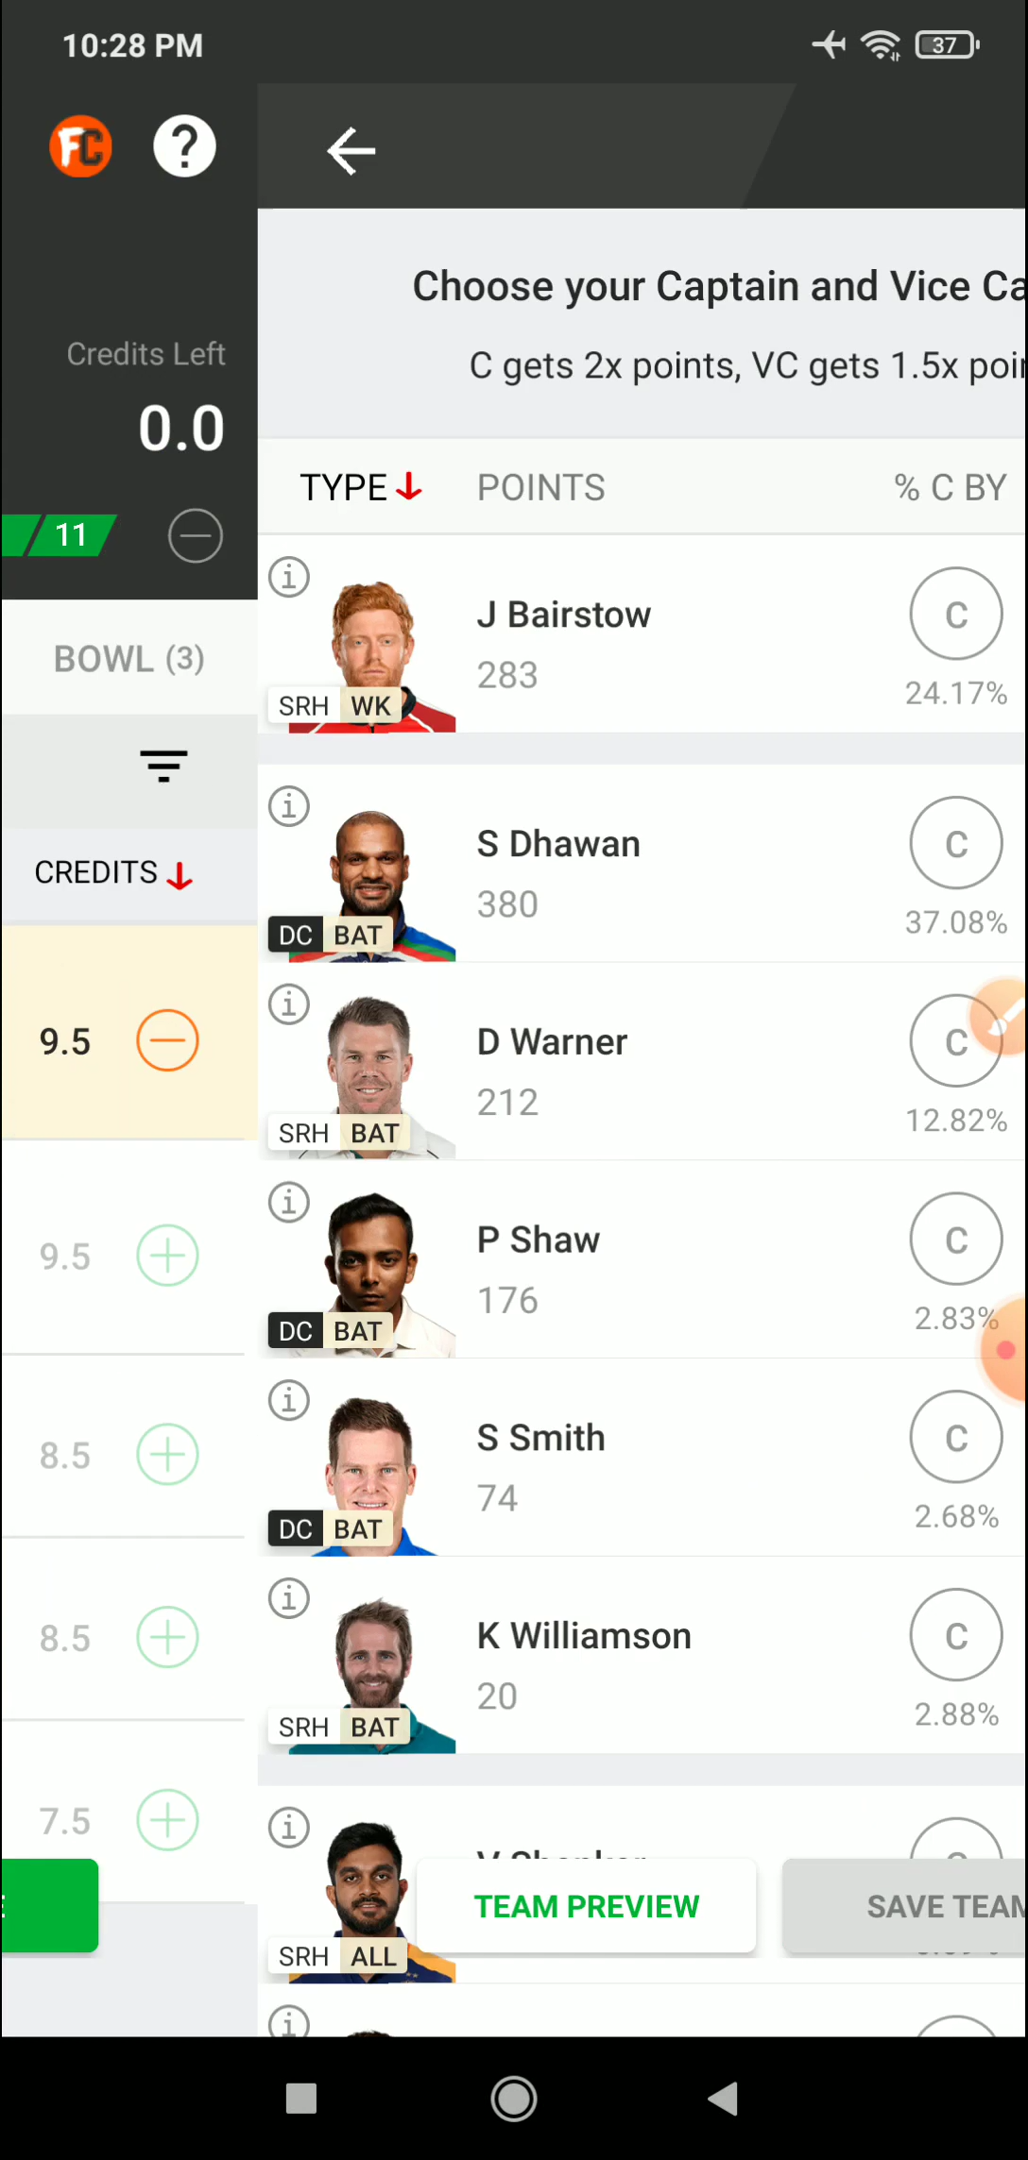 10:28 PM
37
FC ?
Credits Left
0.0
11
BOWL (3)
CREDITS
9.5
9.5
8.5
8.5
7.5
Choose your Captain and Vice Ca
C gets 2x points, VC gets 1.5x poin
TYPE POINTS % C BY
J Bairstow
283
SRH WK
C
24.17%
S Dhawan
380
DC BAT
C
37.08%
D Warner
212
SRH BAT
C
12.82%
P Shaw
176
DC BAT
C
2.83%
S Smith
74
DC BAT
C
2.68%
K Williamson
20
SRH BAT
C
2.88%
SRH ALL
TEAM PREVIEW
SAVE TEAM